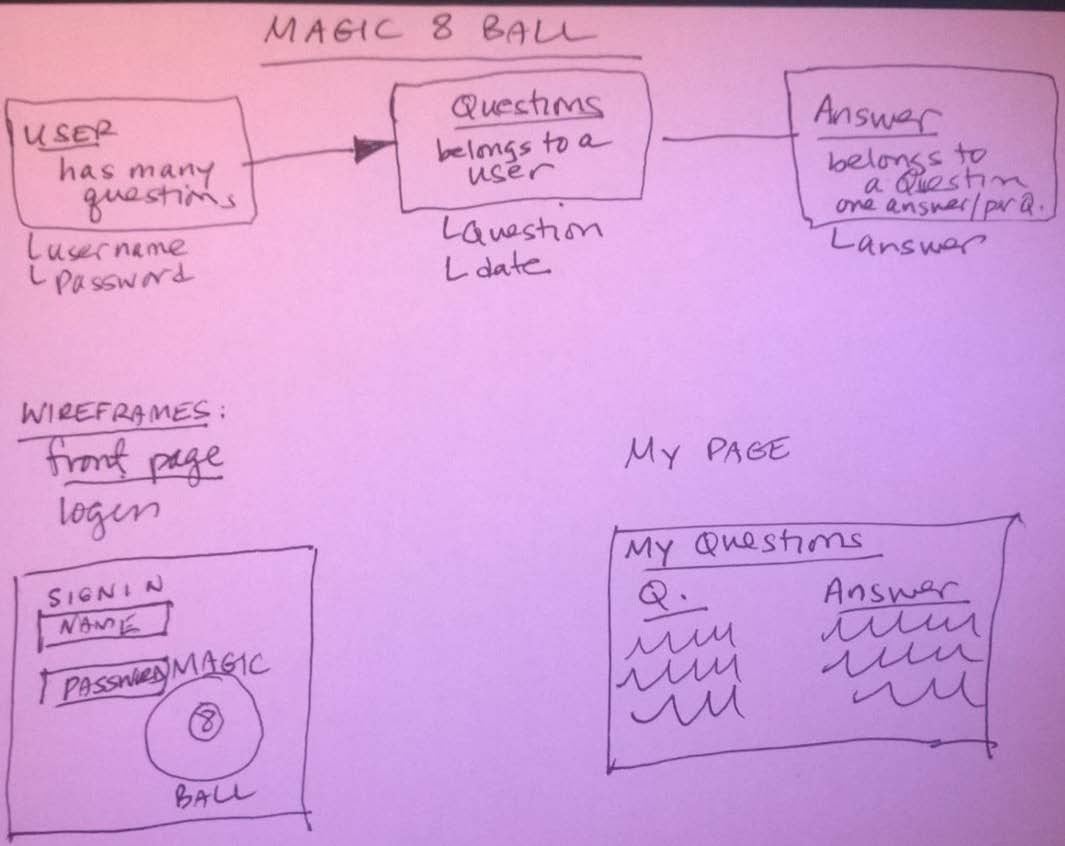 MAGIC 8 BALL
USER
has many
questions
username
Password
Questions
belongs to a
user
Question
date
Answer
belongs to
a Question
one answer/per Q.
answer
WIREFRAMES:
front page
login
SIGN IN
NAME
PASSWORD
MAGIC
8
BALL
My PAGE
My Questions
Q.
Answer